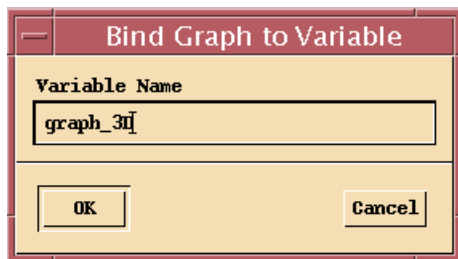 Bind Graph to Variable
Variable Name
graph_3D
OK
Cancel